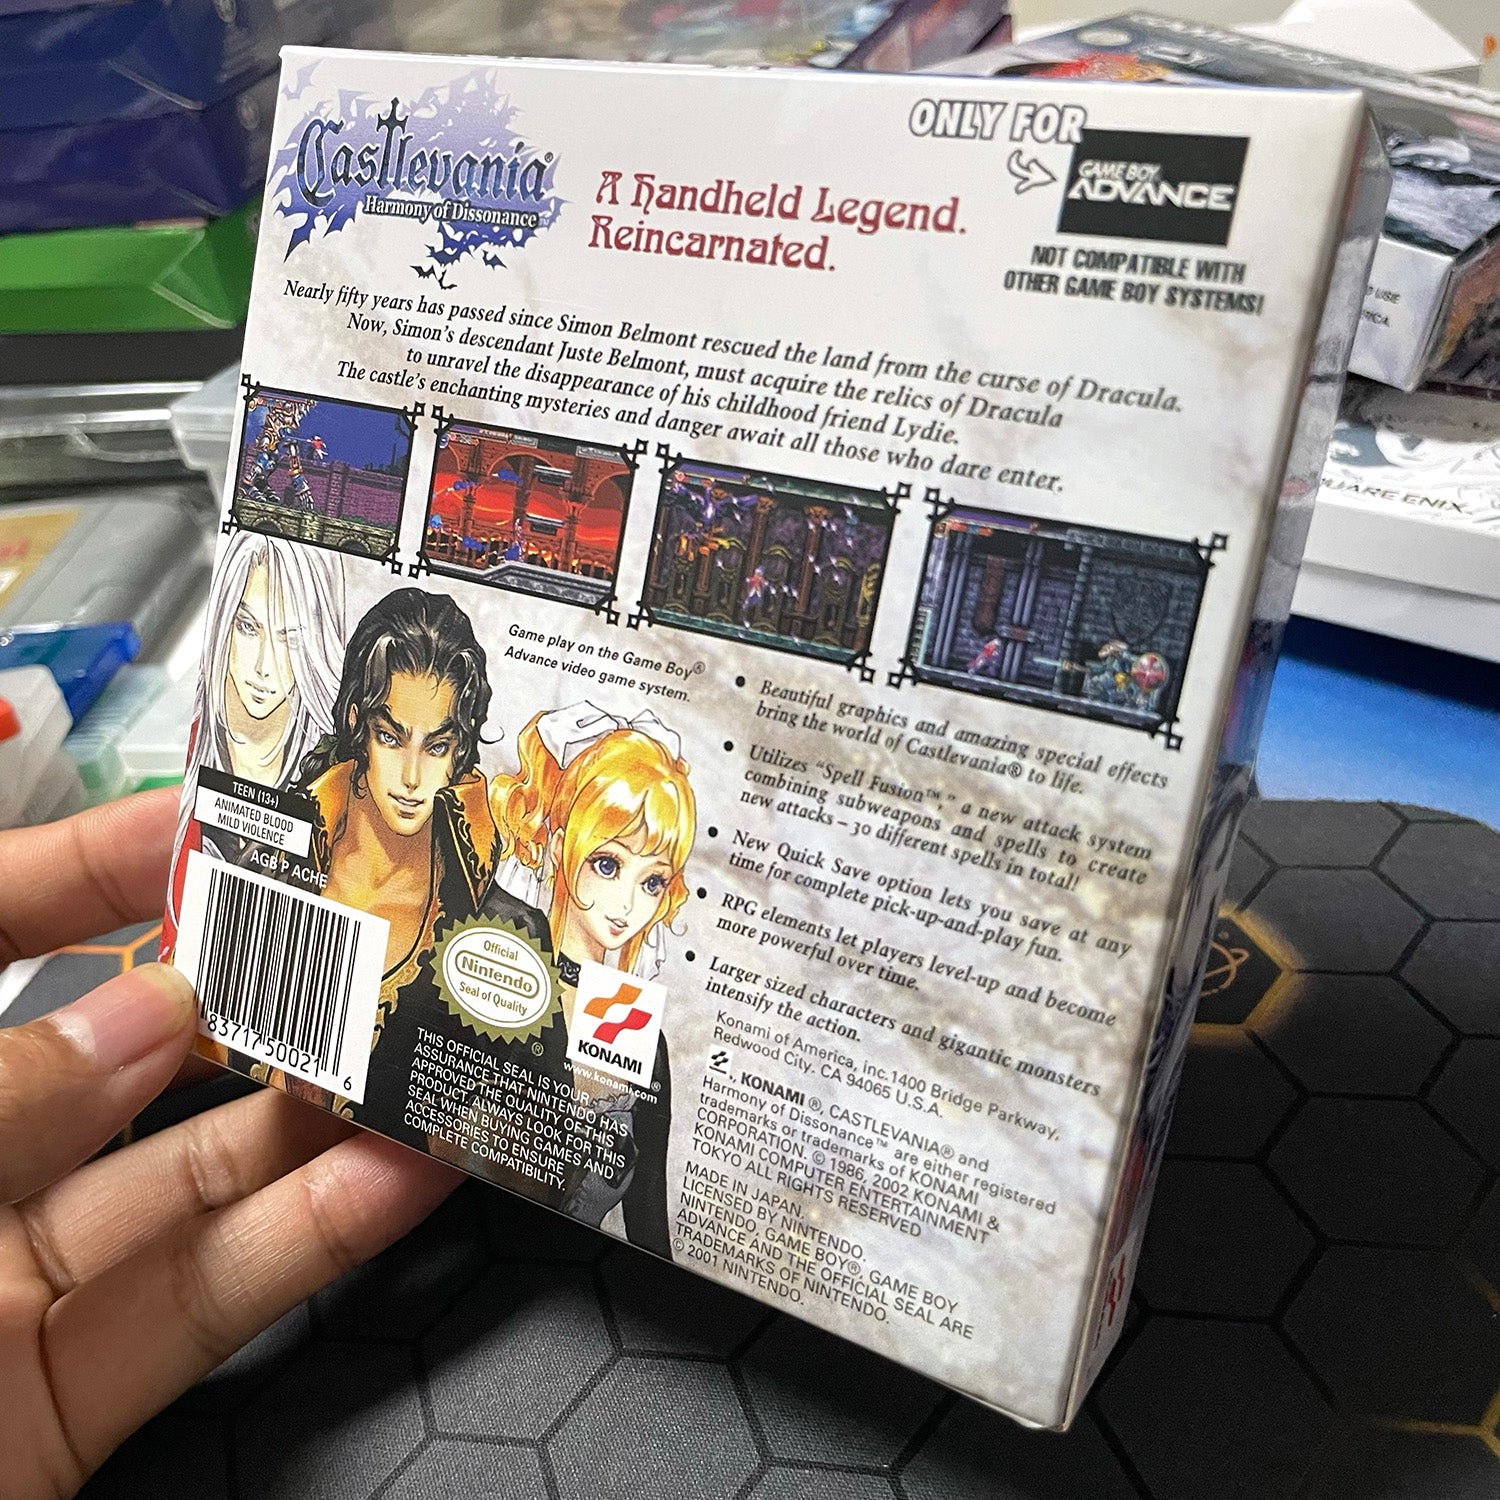 Castlevania®
Harmony of Dissonance™
A Handheld Legend.
Reincarnated.
ONLY FOR
GAME BOY
ADVANCE
NOT COMPATIBLE WITH
OTHER GAME BOY SYSTEMS!
Nearly fifty years has passed since Simon Belmont rescued the land from the curse of Dracula.
Now, Simon's descendant Juste Belmont, must acquire the relics of Dracula
to unravel the disappearance of his childhood friend Lydie.
The castle's enchanting mysteries and danger await all those who dare enter.
Game play on the Game Boy®
Advance video game system.
• Beautiful graphics and amazing special effects
bring the world of Castlevania® to life.
• Utilizes "Spell Fusion™," a new attack system
combining subweapons and spells to create
new attacks – 30 different spells in total!
• New Quick Save option lets you save at any
time for complete pick-up-and-play fun.
• RPG elements let players level-up and become
more powerful over time.
• Larger sized characters and gigantic monsters
intensify the action.
TEEN (13+)
ANIMATED BLOOD
MILD VIOLENCE
AGB P ACHE
83717 50021 6
Official
Nintendo
Seal of Quality
®
THIS OFFICIAL SEAL IS YOUR
ASSURANCE THAT NINTENDO HAS
APPROVED THE QUALITY OF THIS
PRODUCT. ALWAYS LOOK FOR THIS
SEAL WHEN BUYING GAMES AND
ACCESSORIES TO ENSURE
COMPLETE COMPATIBILITY.
KONAMI
®
www.konami.com
Konami of America, inc.1400 Bridge Parkway,
Redwood City. CA 94065 U.S.A.
, KONAMI®, CASTLEVANIA® and
Harmony of Dissonance™ are either registered
trademarks or trademarks of KONAMI
CORPORATION. © 1986, 2002 KONAMI &
KONAMI COMPUTER ENTERTAINMENT
TOKYO ALL RIGHTS RESERVED
MADE IN JAPAN.
LICENSED BY NINTENDO.
NINTENDO, GAME BOY®, GAME BOY
ADVANCE AND THE OFFICIAL SEAL ARE
TRADEMARKS OF NINTENDO.
© 2001 NINTENDO.
SQUARE ENIX